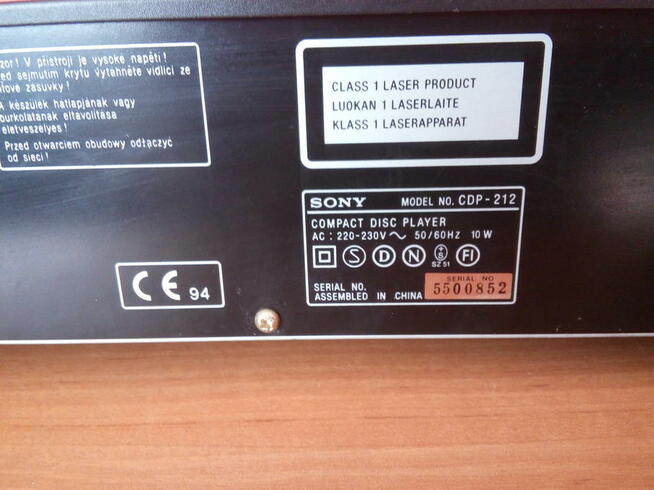 zor! V přístroji je vysoké napětí!
ed sejmutím krytu vytáhněte vidlici ze
ťové zásuvky!
A készülék hátlapjának vagy
burkolatának eltávolítása
életveszélyes!
Przed otwarciem obudowy odłączyć
od sieci!
CLASS 1 LASER PRODUCT
LUOKAN 1 LASERLAITE
KLASS 1 LASERAPPARAT
SONY MODEL NO. CDP-212
COMPACT DISC PLAYER
AC: 220-230V ~ 50/60Hz 10 W
S D N S FI
SZ 51
SERIAL NO.
ASSEMBLED IN CHINA
SERIAL NO
5500852
CE 94